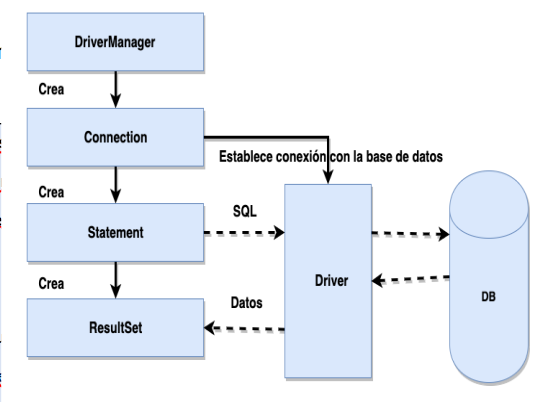 DriverManager
Crea
Connection
Establece conexión con la base de datos
Crea
Statement
SQL
Driver
DB
Crea
Datos
ResultSet